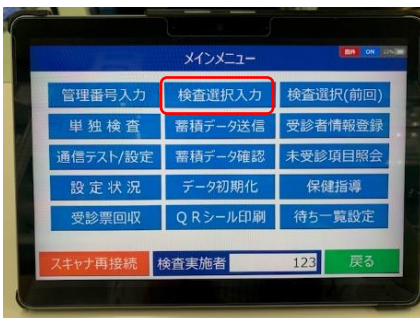 メインメニュー 圏外 ON
管理番号入力 検査選択入力 検査選択(前回)
単独検査 蓄積データ送信 受診者情報登録
通信テスト/設定 蓄積データ確認 未受診項目照会
設定状況 データ初期化 保健指導
受診票回収 QRシール印刷 待ち一覧設定
スキャナ再接続 検査実施者 123 戻る